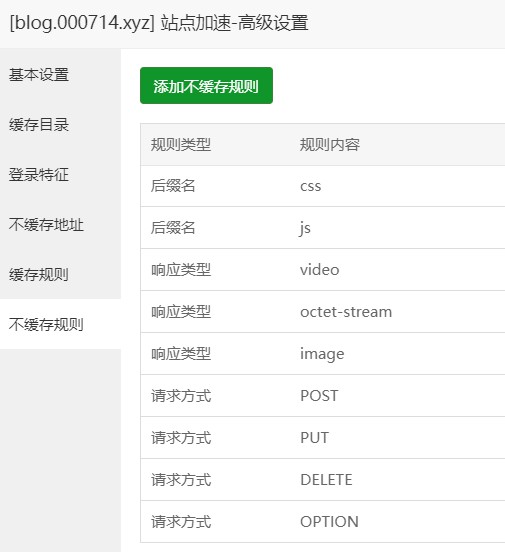 [blog.000714.xyz] 站点加速-高级设置
基本设置
缓存目录
登录特征
不缓存地址
缓存规则
不缓存规则
添加不缓存规则
规则类型 规则内容
后缀名 css
后缀名 js
响应类型 video
响应类型 octet-stream
响应类型 image
请求方式 POST
请求方式 PUT
请求方式 DELETE
请求方式 OPTION